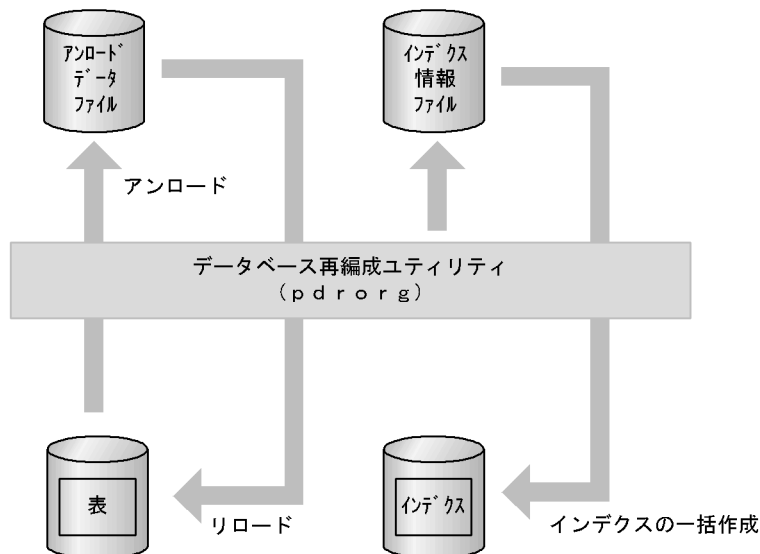 アンロード
データ
ファイル
インデクス
情報
ファイル
アンロード
データベース再編成ユティリティ
(pdrorg)
表
リロード
インデクス
インデクスの一括作成